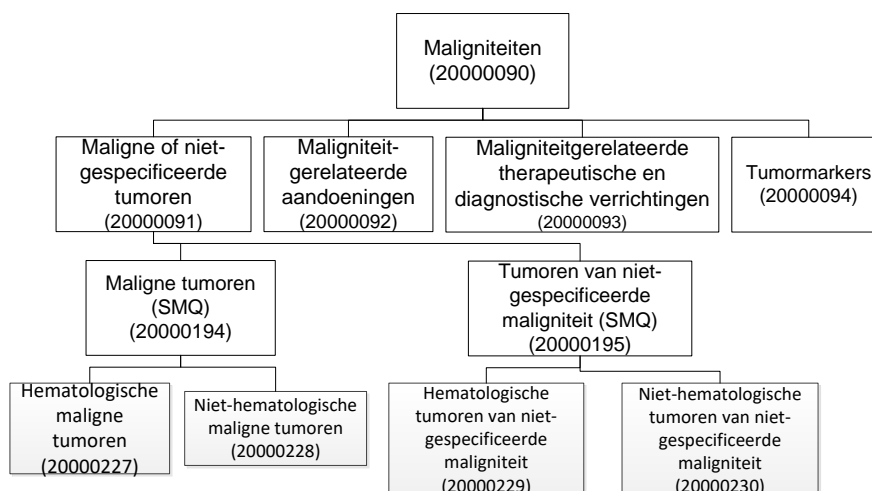 Maligniteiten
(20000090)
Maligne of niet-
gespecificeerde
tumoren
(20000091)
Maligniteit-
gerelateerde
aandoeningen
(20000092)
Maligniteitgerelateerde
therapeutische en
diagnostische verrichtingen
(20000093)
Tumormarkers
(20000094)
Maligne tumoren
(SMQ)
(20000194)
Tumoren van niet-
gespecificeerde
maligniteit (SMQ)
(20000195)
Hematologische
maligne
tumoren
(20000227)
Niet-hematologische
maligne tumoren
(20000228)
Hematologische
tumoren van niet-
gespecificeerde
maligniteit
(20000229)
Niet-hematologische
tumoren van niet-
gespecificeerde
maligniteit
(20000230)